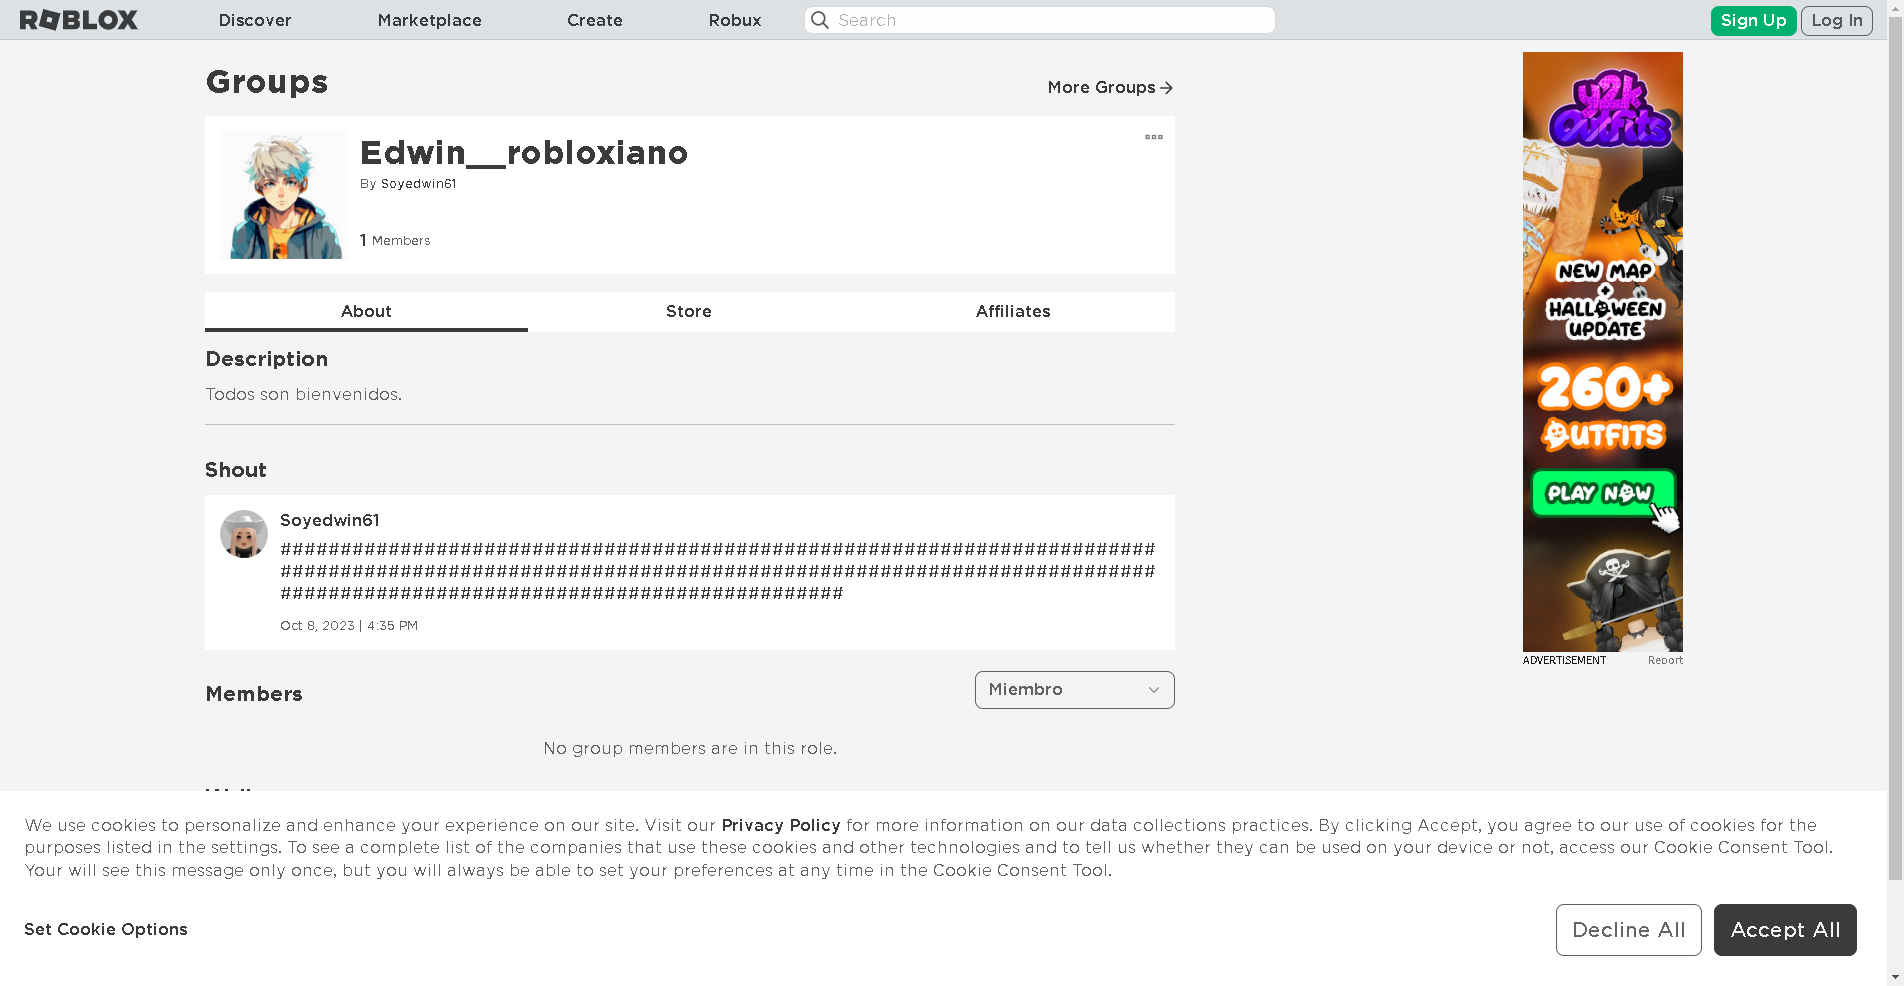 ROBLOX
Discover
Marketplace
Create
Robux
Search
Sign Up
Log In
Groups
More Groups
Edwin__robloxiano
By Soyedwin61
1 Members
About
Store
Affiliates
Description
Todos son bienvenidos.
Shout
Soyedwin61
#########################################################################
#########################################################################
###############################################
Oct 8, 2023 | 4:35 PM
Members
Miembro
No group members are in this role.
y2k
Outfits
NEW MAP
+
HALLOWEEN
UPDATE
260+
OUTFITS
PLAY NOW
ADVERTISEMENT
Report
We use cookies to personalize and enhance your experience on our site. Visit our Privacy Policy for more information on our data collections practices. By clicking Accept, you agree to our use of cookies for the
purposes listed in the settings. To see a complete list of the companies that use these cookies and other technologies and to tell us whether they can be used on your device or not, access our Cookie Consent Tool.
Your will see this message only once, but you will always be able to set your preferences at any time in the Cookie Consent Tool.
Set Cookie Options
Decline All
Accept All